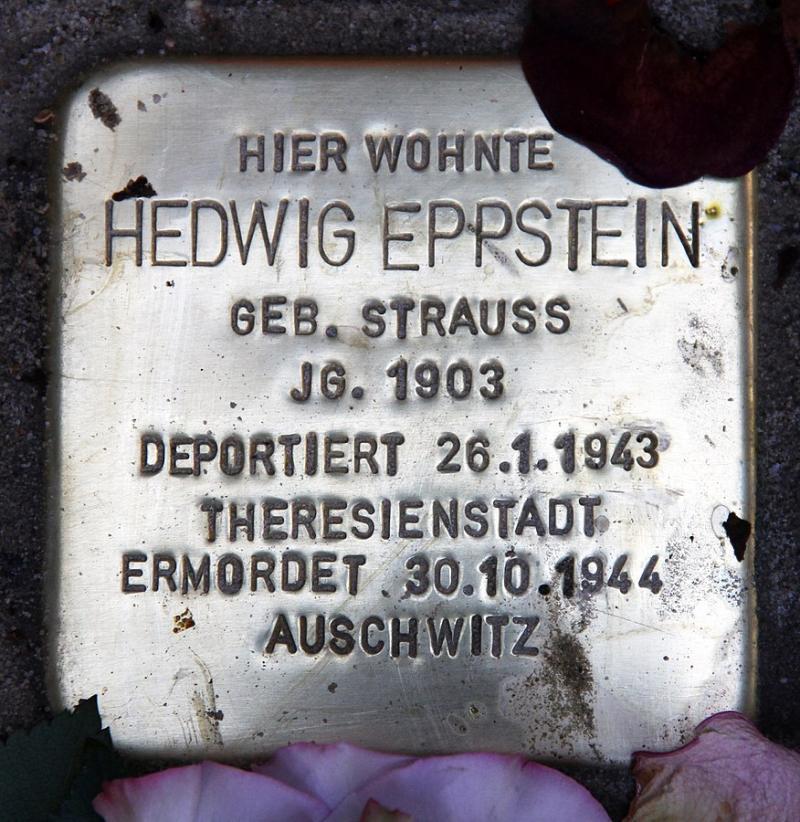 HIER WOHNTE
HEDWIG EPPSTEIN
GEB. STRAUSS
JG. 1903
DEPORTIERT 26.1.1943
THERESIENSTADT
ERMORDET 30.10.1944
AUSCHWITZ